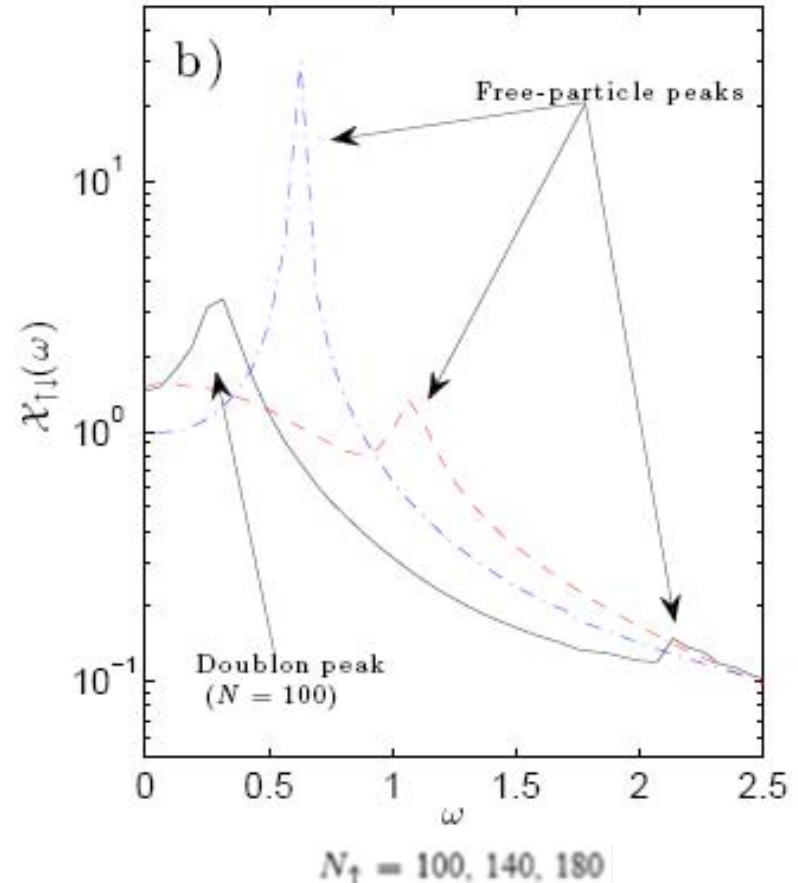 b)
Free-particle peaks
10¹
10⁰
10⁻¹
𝒳↑↓(ω)
Doublon peak
(N = 100)
0 0.5 1 1.5 2 2.5
ω
N↑ = 100, 140, 180